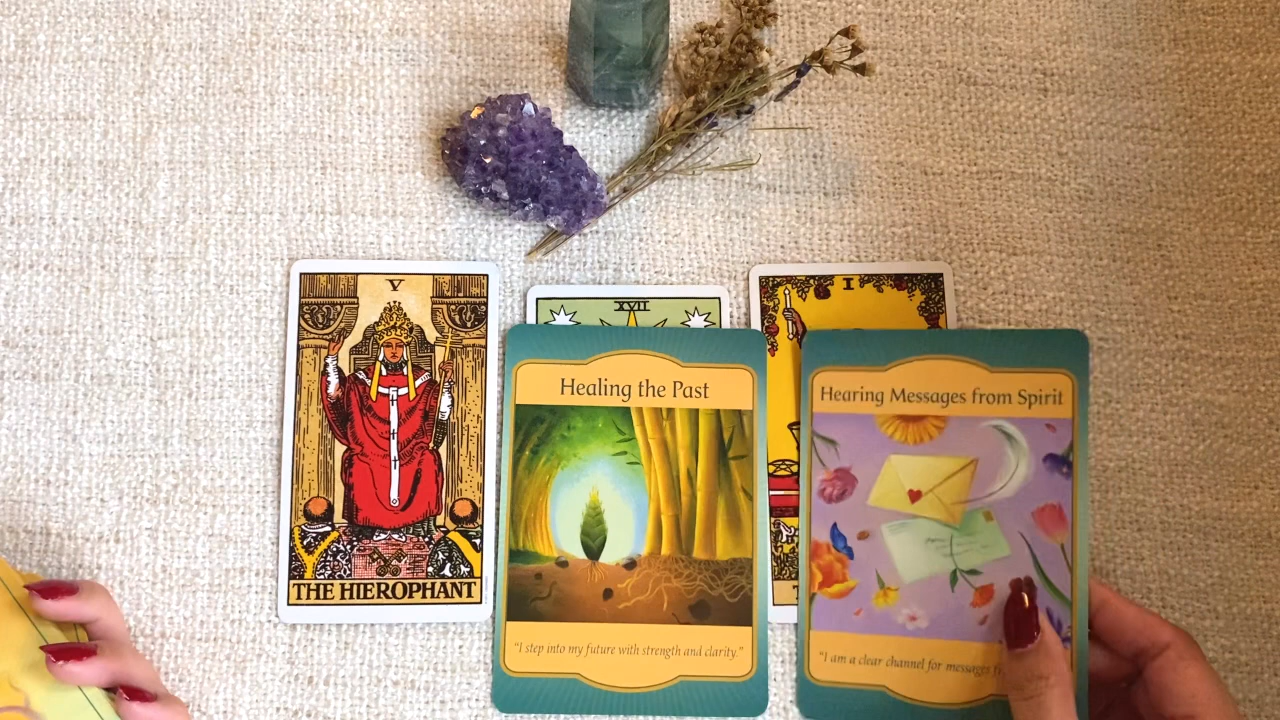 V
THE HIEROPHANT
XVII
I
Healing the Past
"I step into my future with strength and clarity."
Hearing Messages from Spirit
"I am a clear channel for messages